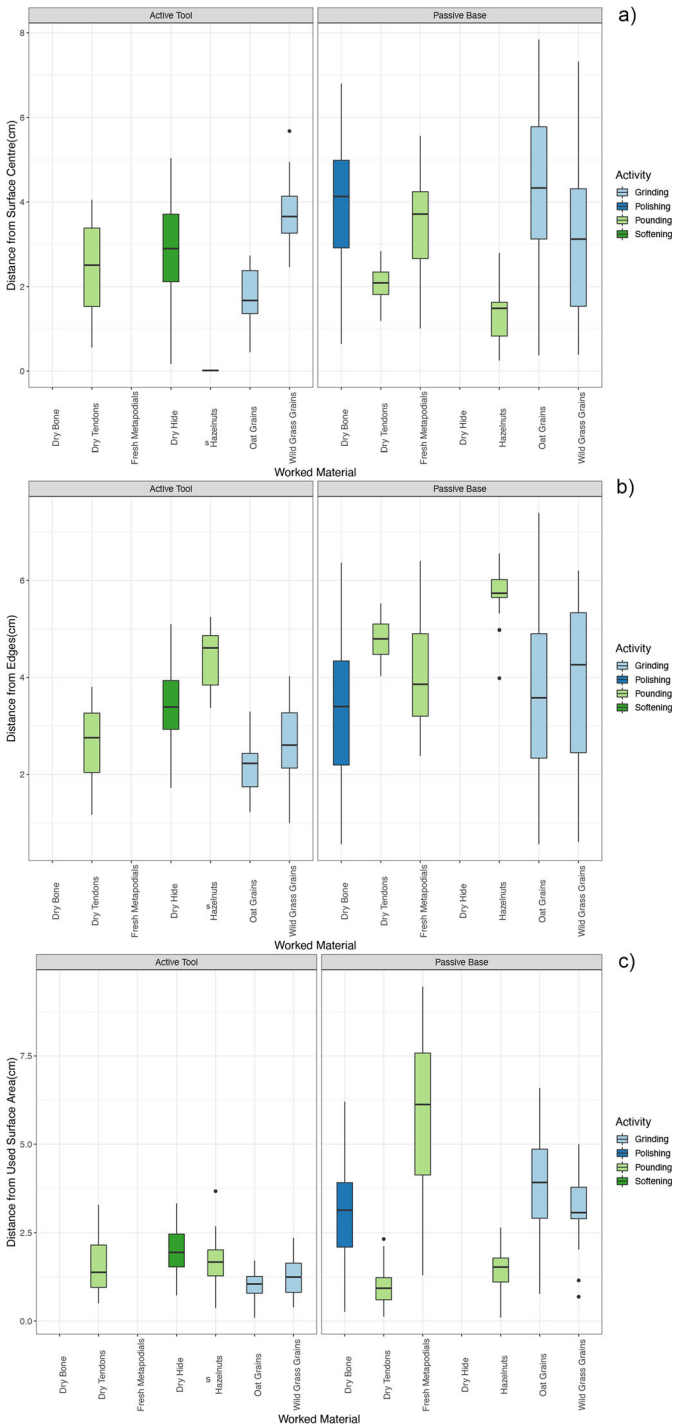 a)
Active Tool
Passive Base
8
6
4
2
0
Distance from Surface Centre(cm)
Dry Bone
Dry Tendons
Fresh Metapodials
Dry Hide
s
Hazelnuts
Oat Grains
Wild Grass Grains
Dry Bone
Dry Tendons
Fresh Metapodials
Dry Hide
Hazelnuts
Oat Grains
Wild Grass Grains
Worked Material
Activity
Grinding
Polishing
Pounding
Softening
b)
Active Tool
Passive Base
6
4
2
Distance from Edges(cm)
Dry Bone
Dry Tendons
Fresh Metapodials
Dry Hide
s
Hazelnuts
Oat Grains
Wild Grass Grains
Dry Bone
Dry Tendons
Fresh Metapodials
Dry Hide
Hazelnuts
Oat Grains
Wild Grass Grains
Worked Material
Activity
Grinding
Polishing
Pounding
Softening
c)
Active Tool
Passive Base
7.5
5.0
2.5
0.0
Distance from Used Surface Area(cm)
Dry Bone
Dry Tendons
Fresh Metapodials
Dry Hide
s
Hazelnuts
Oat Grains
Wild Grass Grains
Dry Bone
Dry Tendons
Fresh Metapodials
Dry Hide
Hazelnuts
Oat Grains
Wild Grass Grains
Worked Material
Activity
Grinding
Polishing
Pounding
Softening